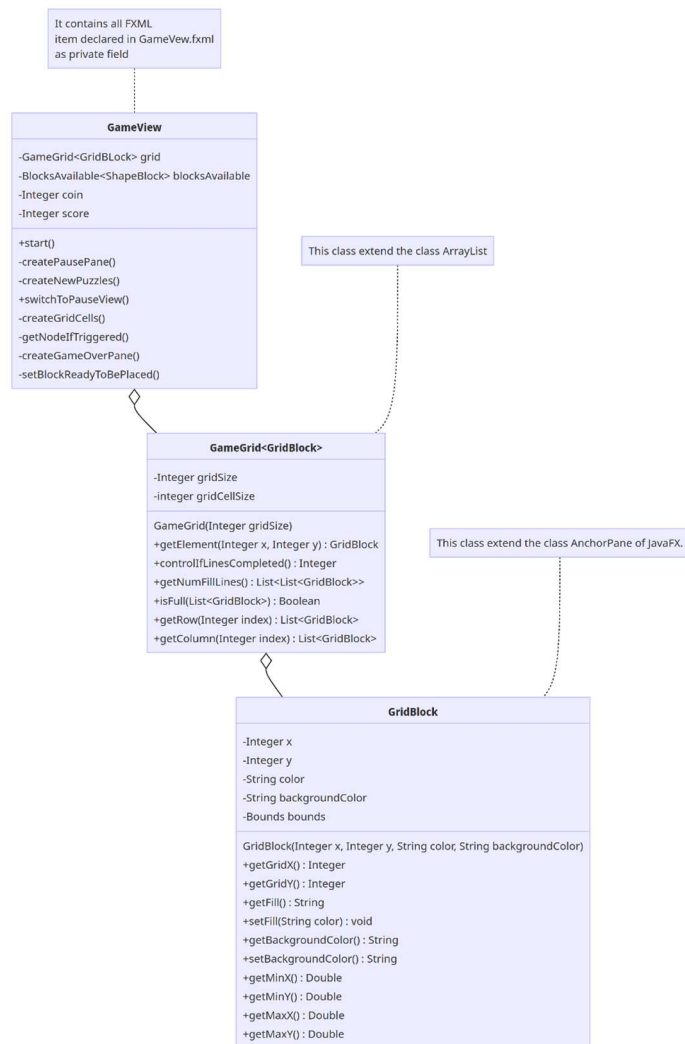 It contains all FXML
item declared in GameVew.fxml
as private field
GameView
-GameGrid<GridBLock> grid
-BlocksAvailable<ShapeBlock> blocksAvailable
-Integer coin
-Integer score
+start()
-createPausePane()
-createNewPuzzles()
+switchToPauseView()
-createGridCells()
-getNodeIfTriggered()
-createGameOverPane()
-setBlockReadyToBePlaced()
This class extend the class ArrayList
GameGrid<GridBlock>
-Integer gridSize
-integer gridCellSize
GameGrid(Integer gridSize)
+getElement(Integer x, Integer y) : GridBlock
+controlIfLinesCompleted() : Integer
+getNumFillLines() : List<List<GridBlock>>
+isFull(List<GridBlock>) : Boolean
+getRow(Integer index) : List<GridBlock>
+getColumn(Integer index) : List<GridBlock>
This class extend the class AnchorPane of JavaFX.
GridBlock
-Integer x
-Integer y
-String color
-String backgroundColor
-Bounds bounds
GridBlock(Integer x, Integer y, String color, String backgroundColor)
+getGridX() : Integer
+getGridY() : Integer
+getFill() : String
+setFill(String color) : void
+getBackgroundColor() : String
+setBackgroundColor() : String
+getMinX() : Double
+getMinY() : Double
+getMaxX() : Double
+getMaxY() : Double